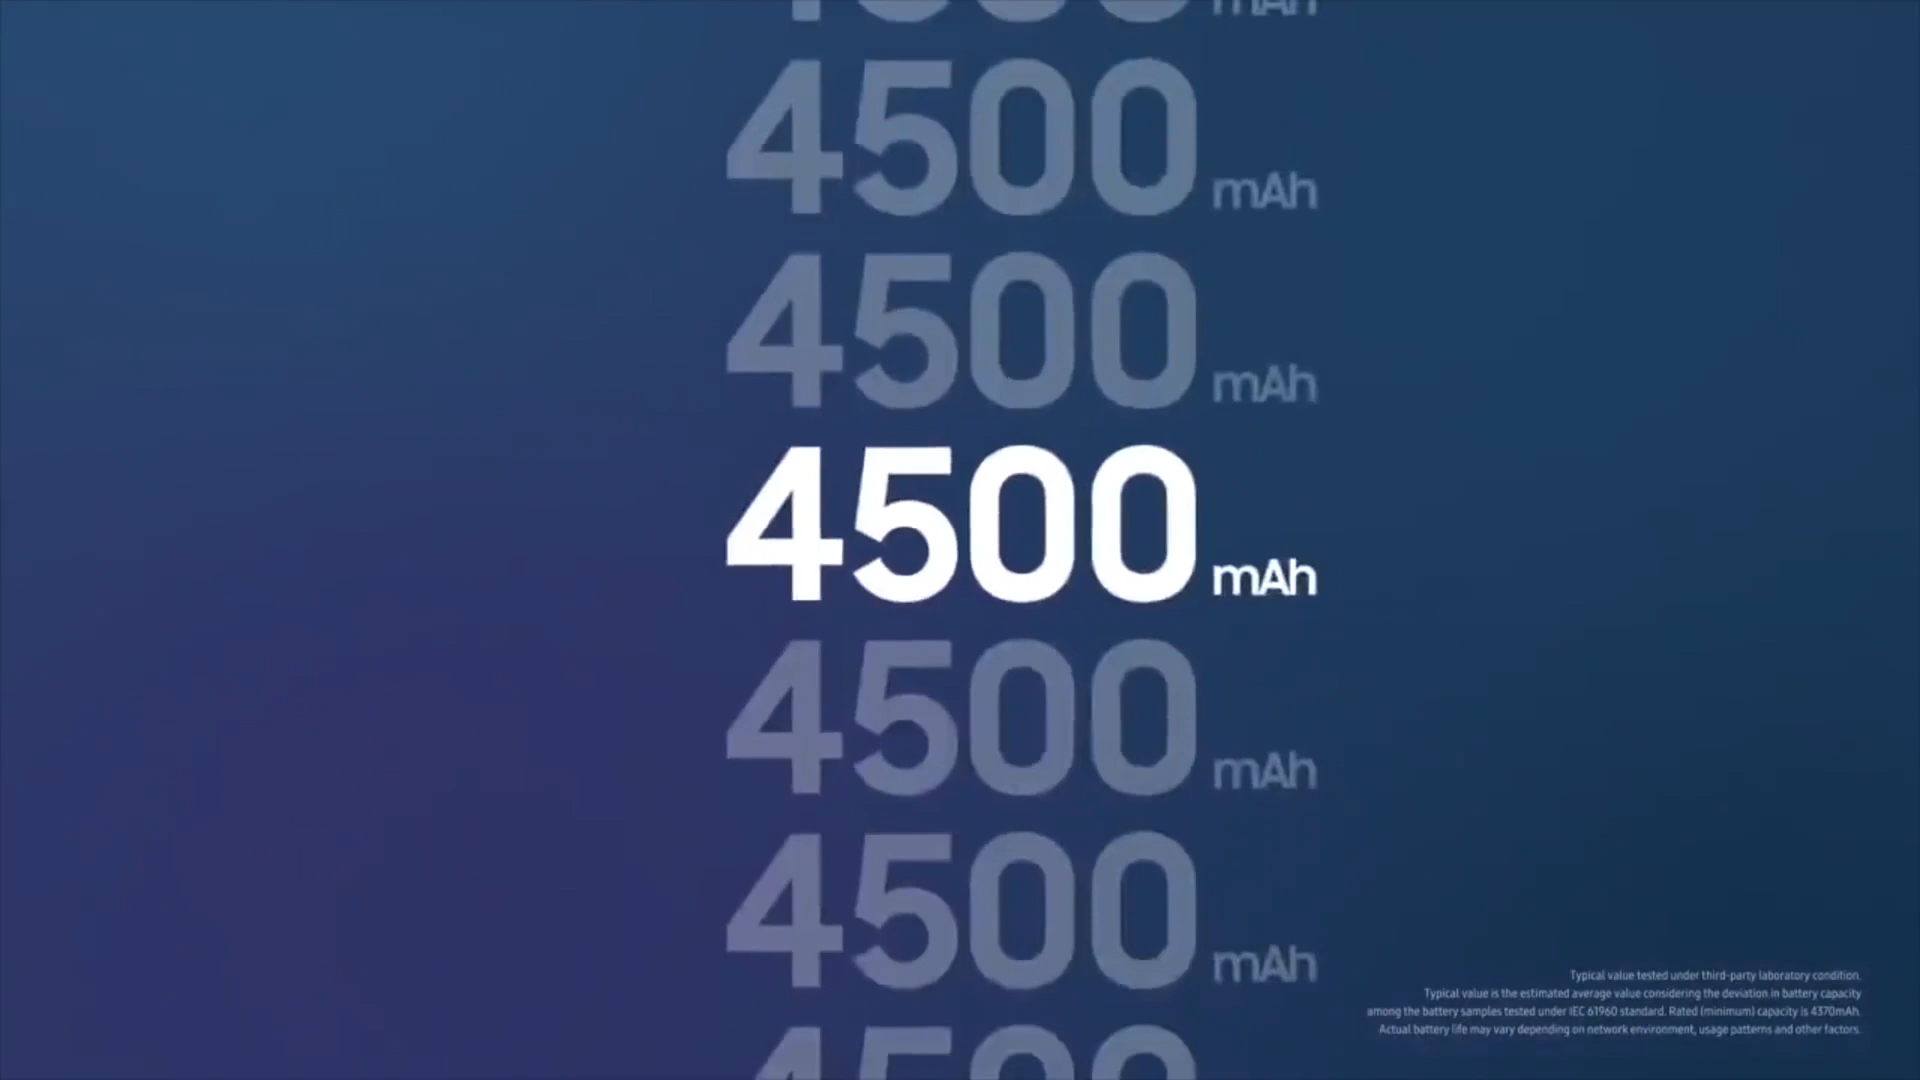 mAh
4500 mAh
4500 mAh
4500 mAh
4500 mAh
4500 mAh
4500
Typical value tested under third-party laboratory condition.
Typical value is the estimated average value considering the deviation in battery capacity
among the battery samples tested under IEC 61960 standard. Rated (minimum) capacity is 4370mAh.
Actual battery life may vary depending on network environment, usage patterns and other factors.